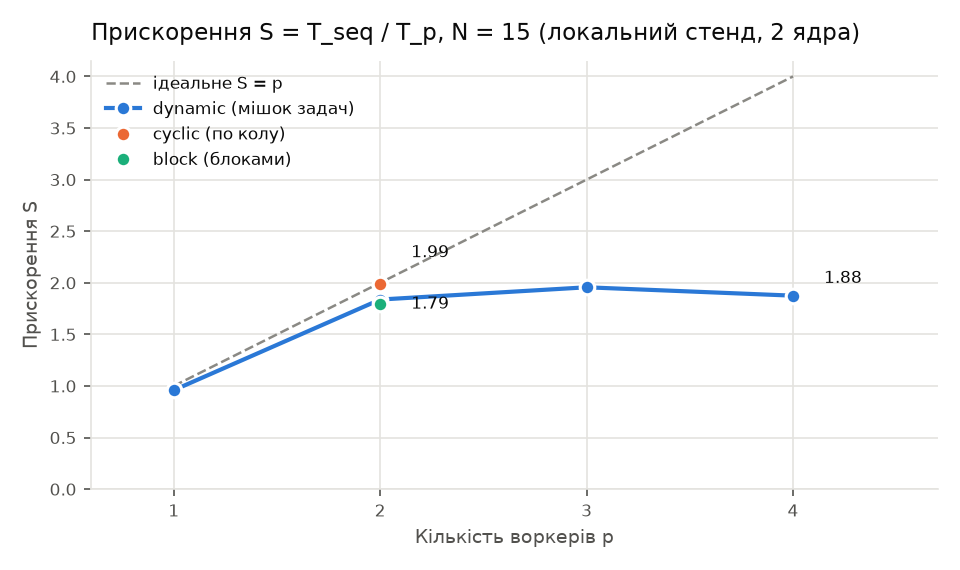 Прискорення S = T_seq / T_p, N = 15 (локальний стенд, 2 ядра)
ідеальне S = p
dynamic (мішок задач)
cyclic (по колу)
block (блоками)
Прискорення S
4.0
3.5
3.0
2.5
2.0
1.5
1.0
0.5
0.0
1.99
1.79
1.88
1
2
3
4
Кількість воркерів p